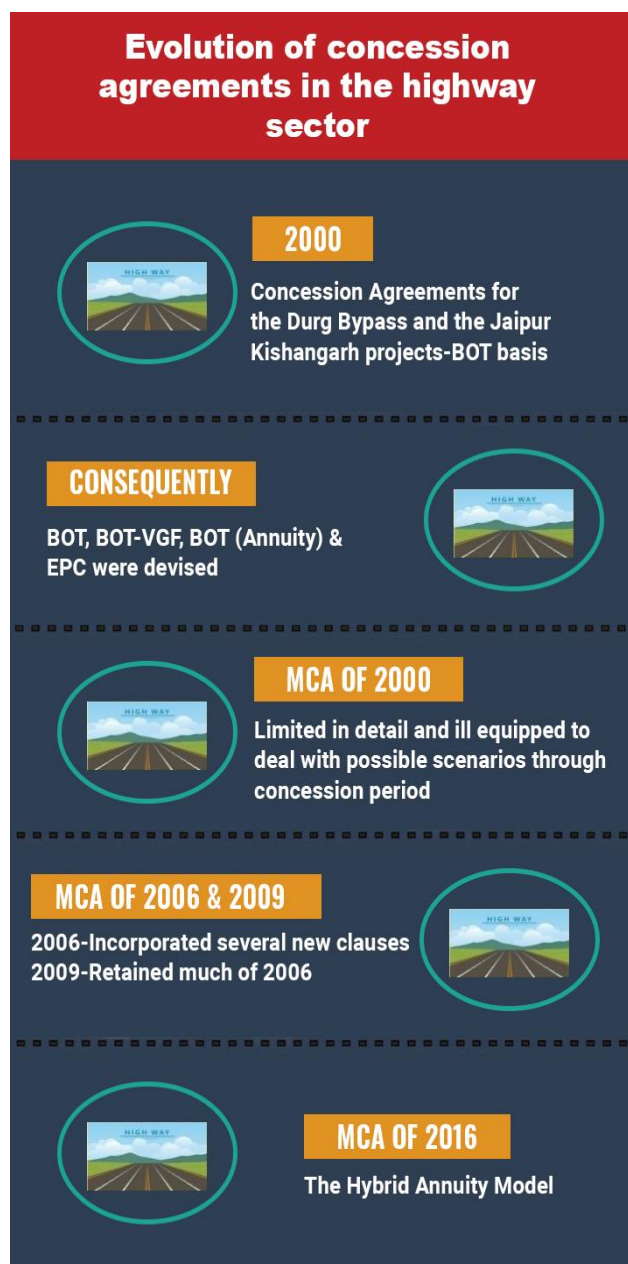 Evolution of concession
agreements in the highway
sector
HIGH WAY
2000
Concession Agreements for
the Durg Bypass and the Jaipur
Kishangarh projects-BOT basis
CONSEQUENTLY
BOT, BOT-VGF, BOT (Annuity) &
EPC were devised
HIGH WAY
HIGH WAY
MCA OF 2000
Limited in detail and ill equipped to
deal with possible scenarios through
concession period
MCA OF 2006 & 2009
2006-Incorporated several new clauses
2009-Retained much of 2006
HIGH WAY
HIGH WAY
MCA OF 2016
The Hybrid Annuity Model